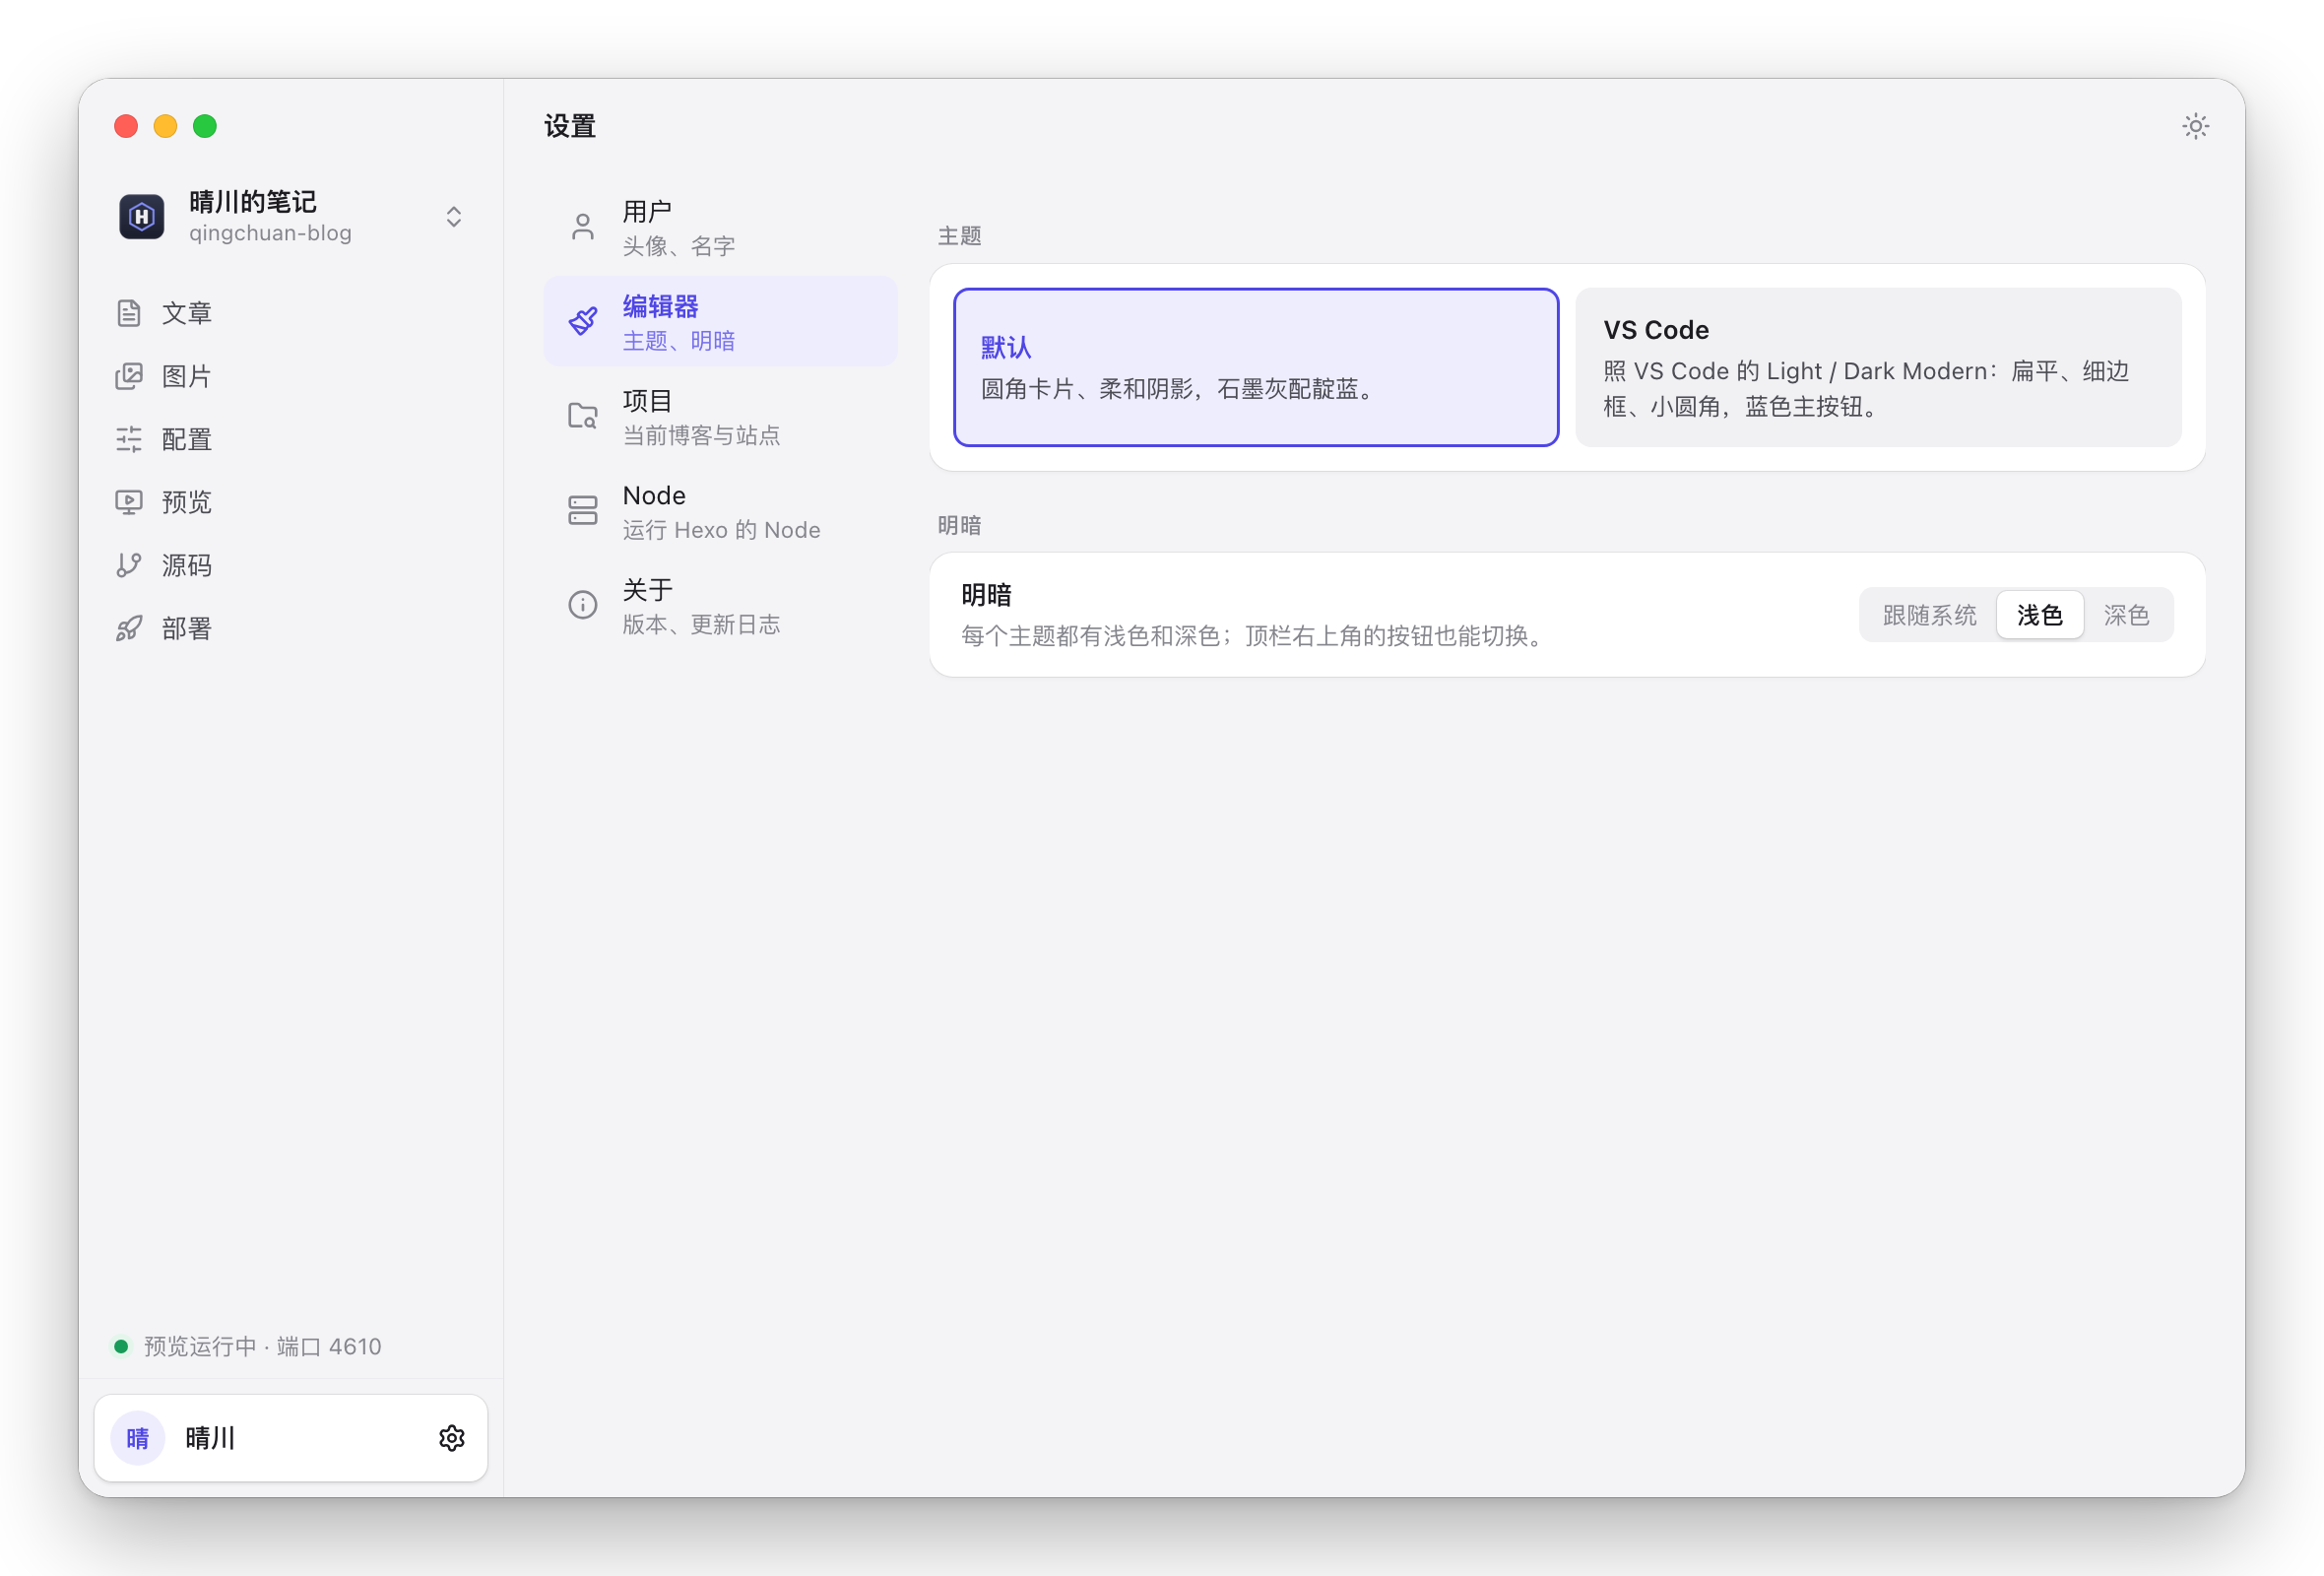 设置
晴川的笔记
qingchuan-blog
文章
图片
配置
预览
源码
部署
预览运行中 · 端口 4610
晴
晴川
用户
头像、名字
编辑器
主题、明暗
项目
当前博客与站点
Node
运行 Hexo 的 Node
关于
版本、更新日志
主题
默认
圆角卡片、柔和阴影，石墨灰配靛蓝。
VS Code
照 VS Code 的 Light / Dark Modern：扁平、细边
框、小圆角，蓝色主按钮。
明暗
明暗
每个主题都有浅色和深色；顶栏右上角的按钮也能切换。
跟随系统 浅色 深色